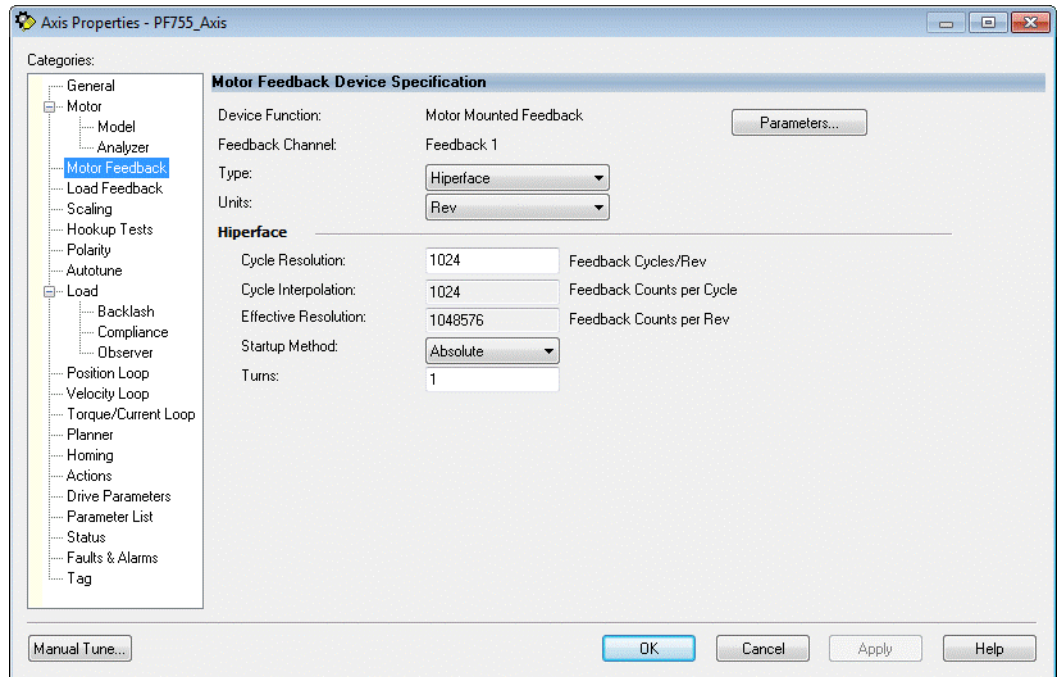 Axis Properties - PF755_Axis
Categories:
General
Motor
Model
Analyzer
Motor Feedback
Load Feedback
Scaling
Hookup Tests
Polarity
Autotune
Load
Backlash
Compliance
Observer
Position Loop
Velocity Loop
Torque/Current Loop
Planner
Homing
Actions
Drive Parameters
Parameter List
Status
Faults & Alarms
Tag
Motor Feedback Device Specification
Device Function: Motor Mounted Feedback Parameters...
Feedback Channel: Feedback 1
Type: Hiperface
Units: Rev
Hiperface
Cycle Resolution: 1024 Feedback Cycles/Rev
Cycle Interpolation: 1024 Feedback Counts per Cycle
Effective Resolution: 1048576 Feedback Counts per Rev
Startup Method: Absolute
Turns: 1
Manual Tune... OK Cancel Apply Help